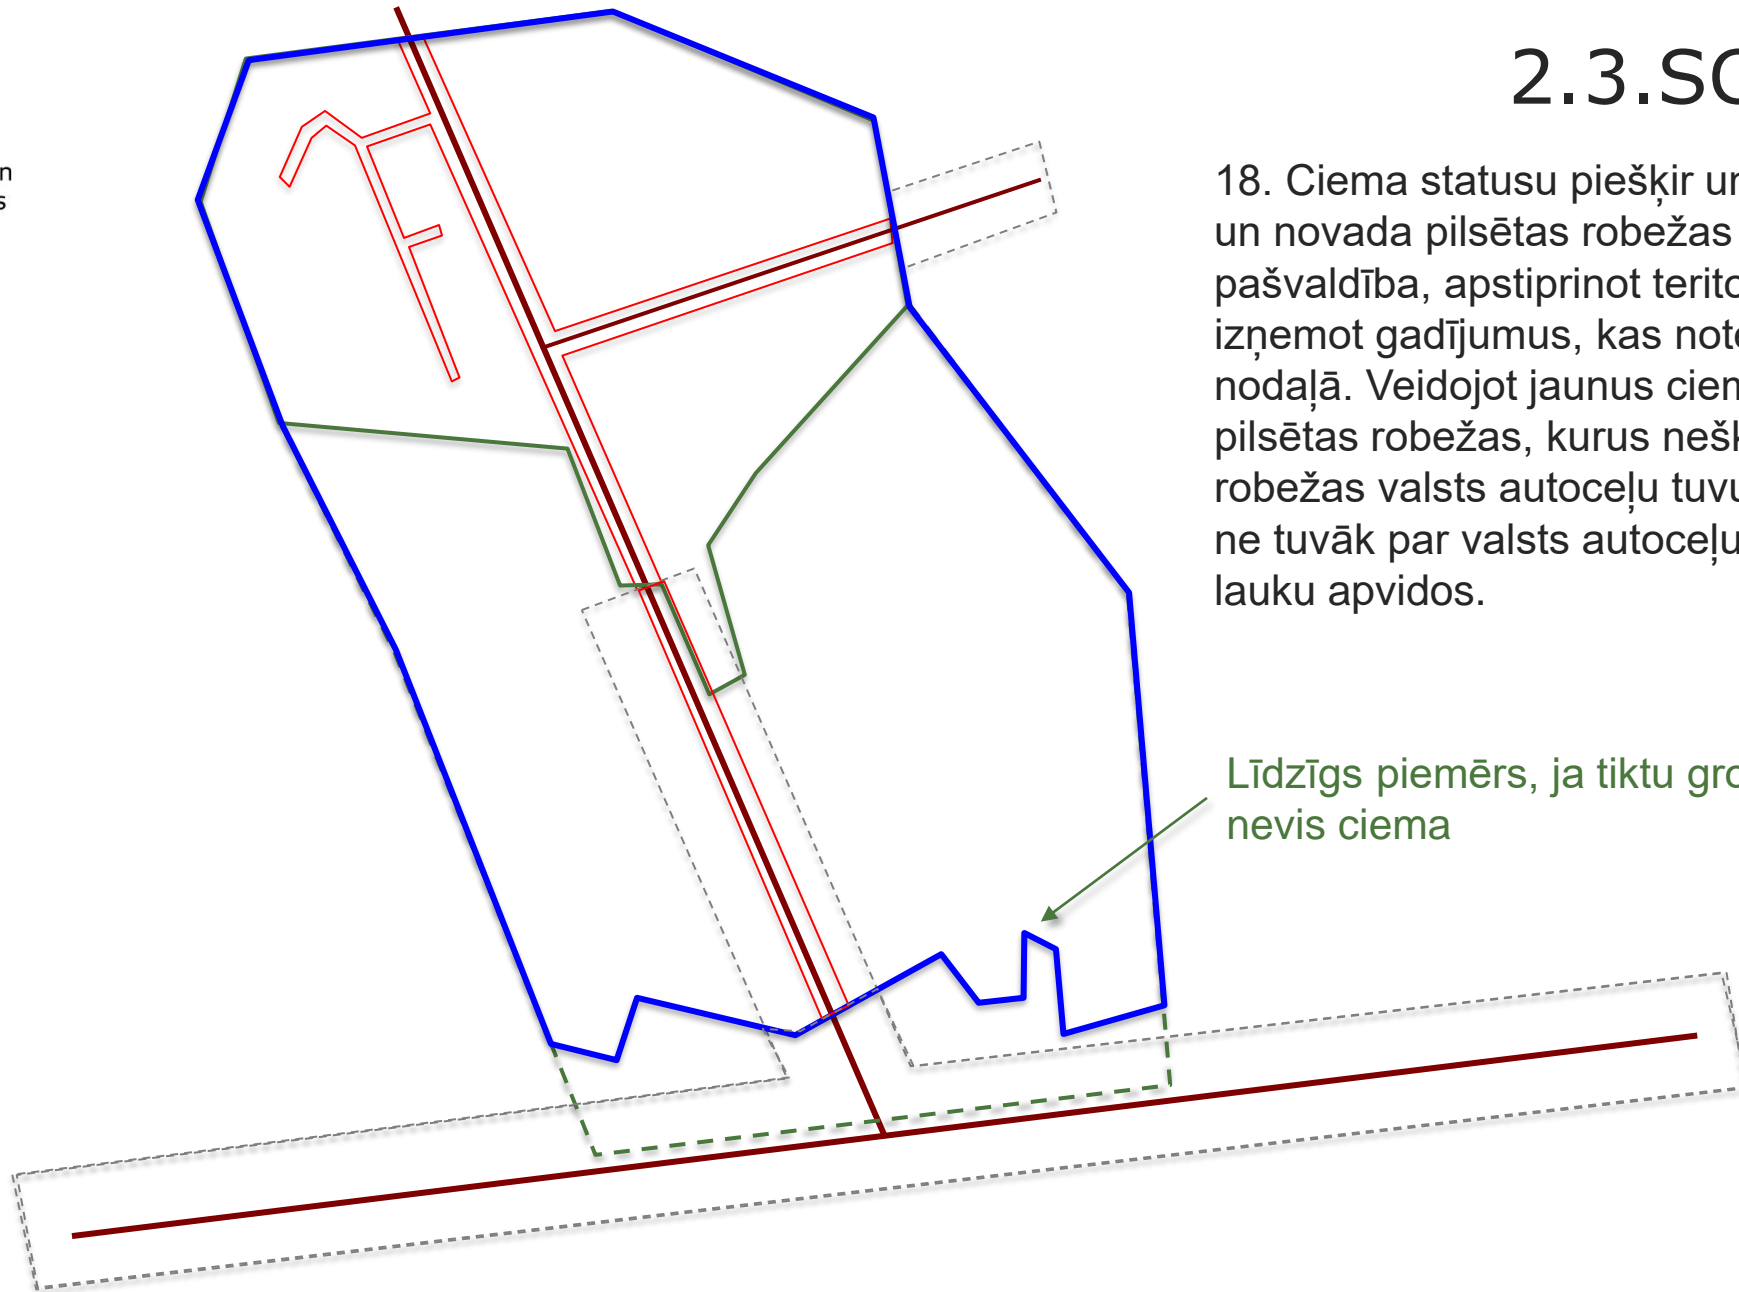 2.3.SC
n
s
18. Ciema statusu piešķir un
un novada pilsētas robežas
pašvaldība, apstiprinot terito
izņemot gadījumus, kas note
nodaļā. Veidojot jaunus ciem
pilsētas robežas, kurus nešķ
robežas valsts autoceļu tuvu
ne tuvāk par valsts autoceļu
lauku apvidos.
Līdzīgs piemērs, ja tiktu gro
nevis ciema